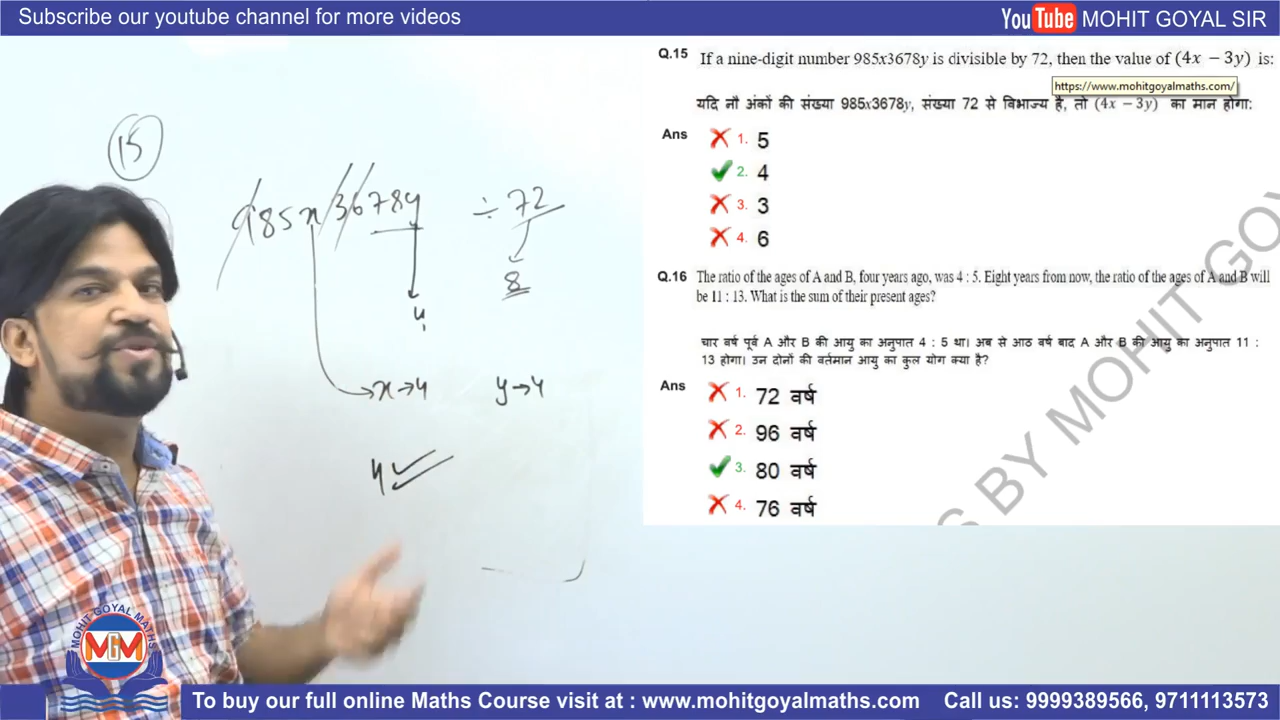 Subscribe our youtube channel for more videos
YouTube MOHIT GOYAL SIR
15
985x3678y ÷ 72
8
4
x→4 y→4
4
Q.15 If a nine-digit number 985x3678y is divisible by 72, then the value of (4x − 3y) is:
https://www.mohitgoyalmaths.com/
यदि नौ अंकों की संख्या 985x3678y, संख्या 72 से विभाज्य है, तो (4x − 3y) का मान होगा:
Ans
1. 5
2. 4
3. 3
4. 6
Q.16 The ratio of the ages of A and B, four years ago, was 4 : 5. Eight years from now, the ratio of the ages of A and B will
be 11 : 13. What is the sum of their present ages?
चार वर्ष पूर्व A और B की आयु का अनुपात 4 : 5 था। अब से आठ वर्ष बाद A और B की आयु का अनुपात 11 :
13 होगा। उन दोनों की वर्तमान आयु का कुल योग क्या है?
Ans
1. 72 वर्ष
2. 96 वर्ष
3. 80 वर्ष
4. 76 वर्ष
S BY MOHIT GOY
MOHIT GOYAL MATHS
MGM
To buy our full online Maths Course visit at : www.mohitgoyalmaths.com Call us: 9999389566, 9711113573